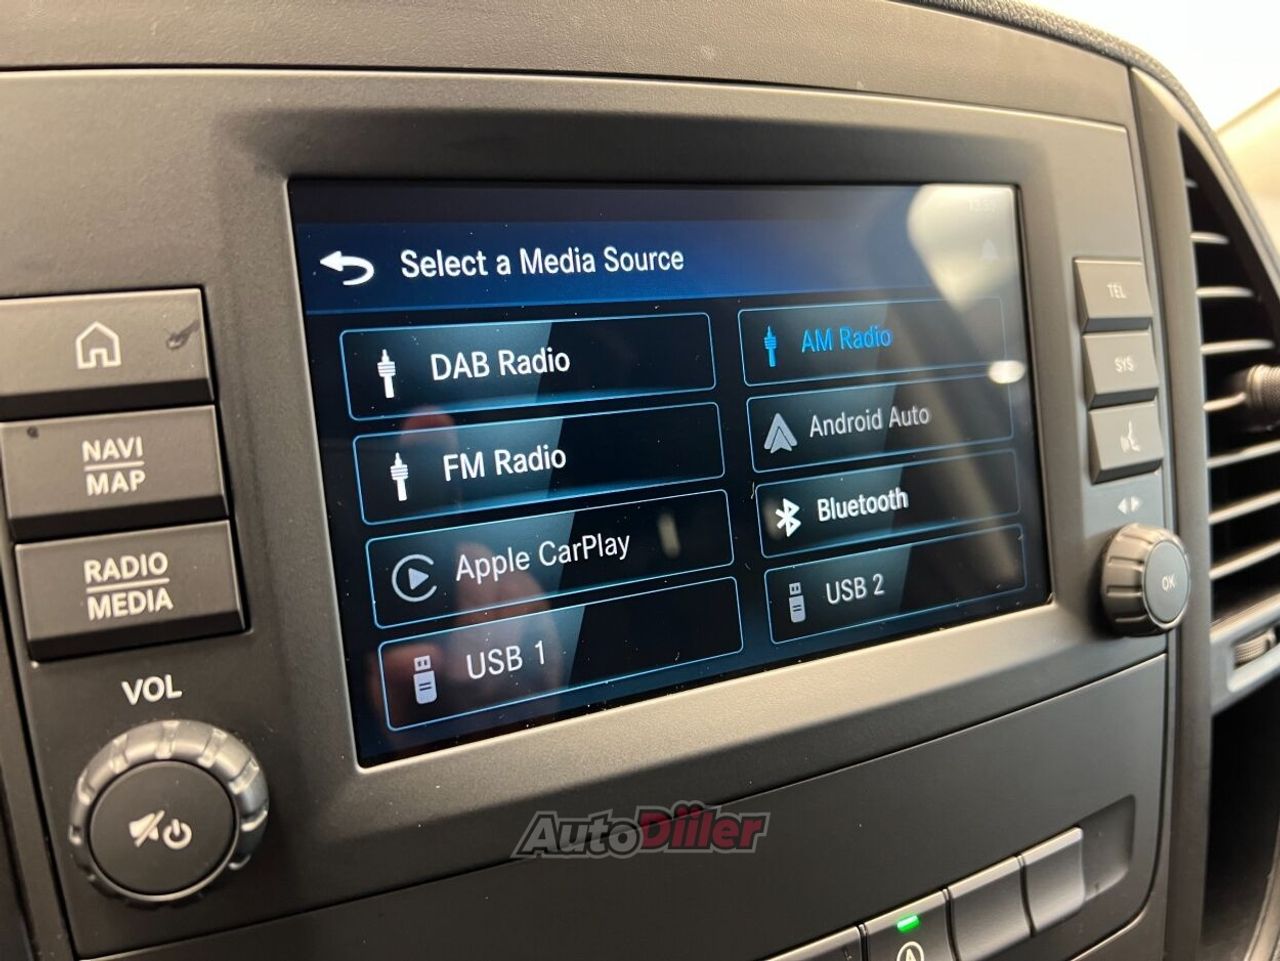 Select a Media Source
DAB Radio
AM Radio
FM Radio
Android Auto
Apple CarPlay
Bluetooth
USB 1
USB 2
NAVI
MAP
RADIO
MEDIA
VOL
TEL
SYS
OK
AutoDiiler
A